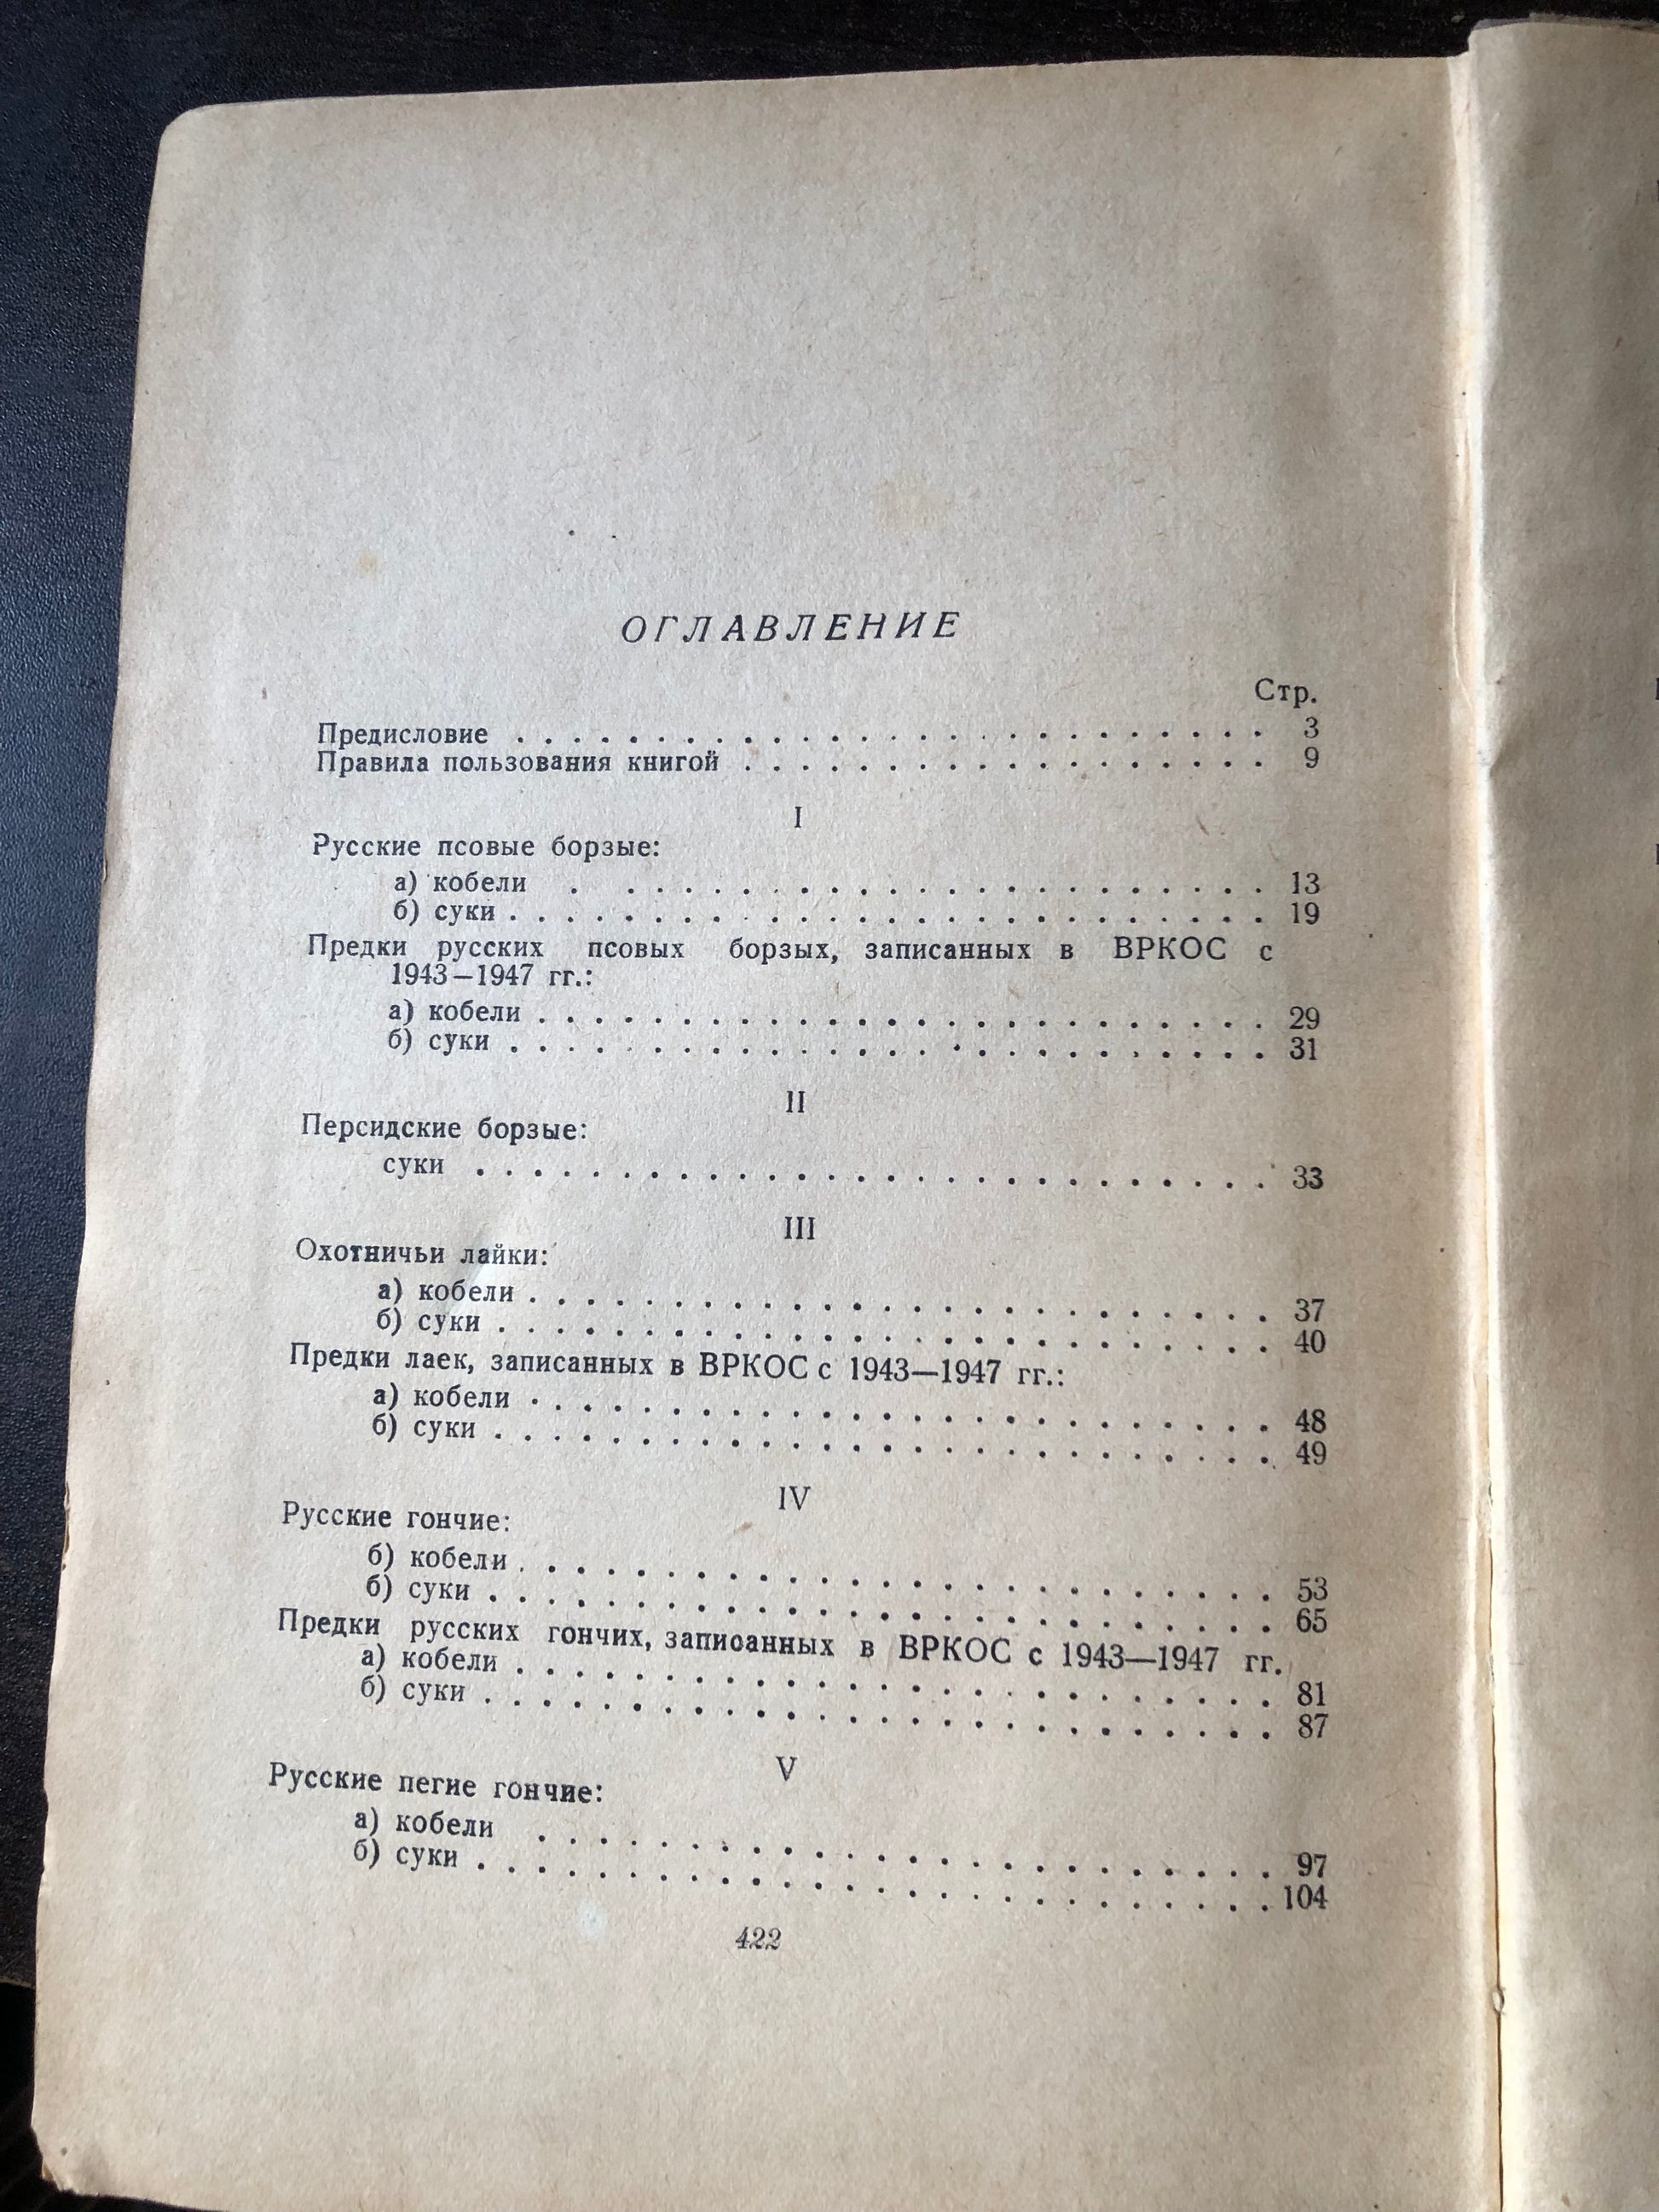 ОГЛАВЛЕНИЕ
Стр.
Предисловие . . . . . . . . . . . . . . . . . . . . . . . . . . . 3
Правила пользования книгой . . . . . . . . . . . . . . . . . . . 9
I
Русские псовые борзые:
а) кобели . . . . . . . . . . . . . . . . . . . . . . . . 13
б) суки . . . . . . . . . . . . . . . . . . . . . . . . . . 19
Предки русских псовых борзых, записанных в ВРКОС с
1943—1947 гг.:
а) кобели . . . . . . . . . . . . . . . . . . . . . . . . . . 29
б) суки . . . . . . . . . . . . . . . . . . . . . . . . . . 31
II
Персидские борзые:
суки . . . . . . . . . . . . . . . . . . . . . . . . . . . . 33
III
Охотничьи лайки:
а) кобели . . . . . . . . . . . . . . . . . . . . . . . . . . 37
б) суки . . . . . . . . . . . . . . . . . . . . . . . . . . 40
Предки лаек, записанных в ВРКОС с 1943—1947 гг.:
а) кобели . . . . . . . . . . . . . . . . . . . . . . . . . . 48
б) суки . . . . . . . . . . . . . . . . . . . . . . . . . . 49
IV
Русские гончие:
б) кобели . . . . . . . . . . . . . . . . . . . . . . . . . . 53
б) суки . . . . . . . . . . . . . . . . . . . . . . . . . . 65
Предки русских гончих, записанных в ВРКОС с 1943—1947 гг.
а) кобели . . . . . . . . . . . . . . . . . . . . . . . . . . 81
б) суки . . . . . . . . . . . . . . . . . . . . . . . . . . 87
V
Русские пегие гончие:
а) кобели . . . . . . . . . . . . . . . . . . . . . . . . . . 97
б) суки . . . . . . . . . . . . . . . . . . . . . . . . . . 104
422